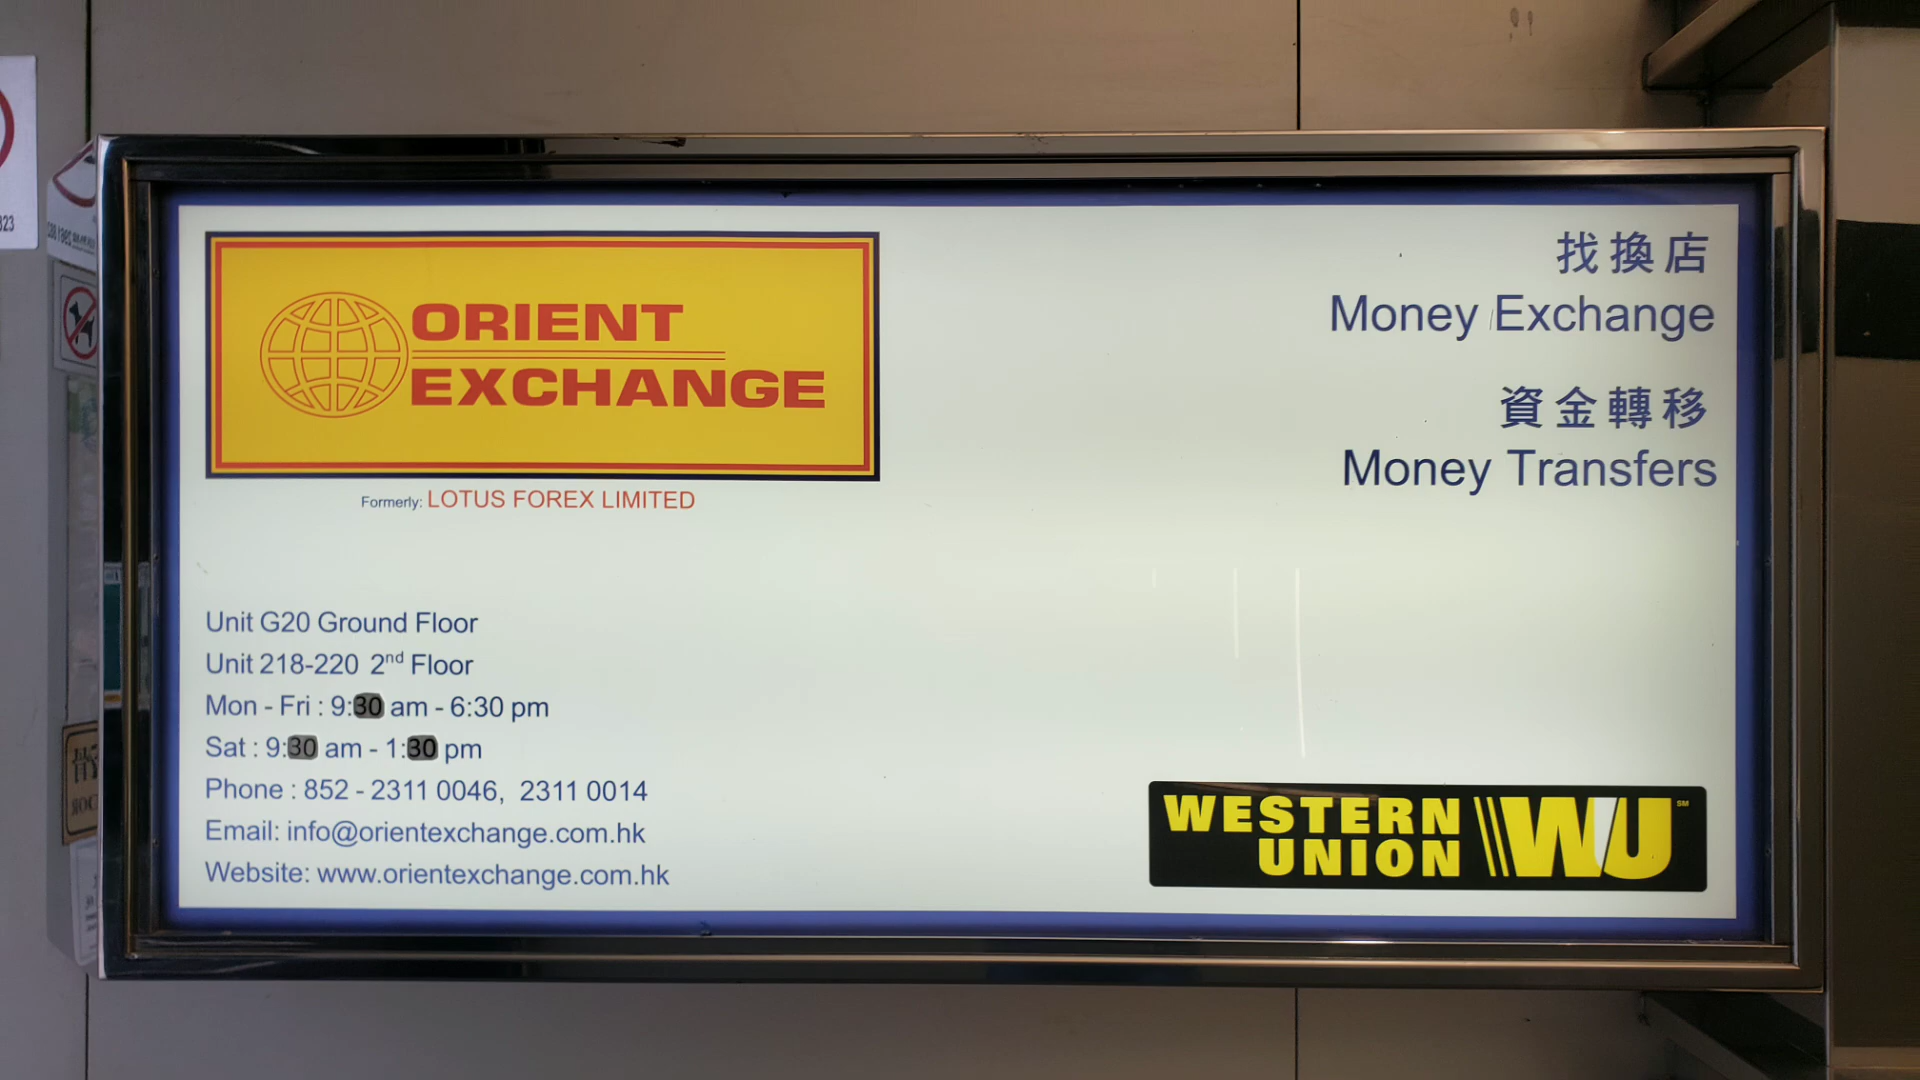 ORIENT
EXCHANGE
Formerly: LOTUS FOREX LIMITED
找換店
Money Exchange
資金轉移
Money Transfers
Unit G20 Ground Floor
Unit 218-220 2nd Floor
Mon - Fri : 9:30 am - 6:30 pm
Sat : 9:30 am - 1:30 pm
Phone : 852 - 2311 0046, 2311 0014
Email: info@orientexchange.com.hk
Website: www.orientexchange.com.hk
WESTERN
UNION
WU SM
323